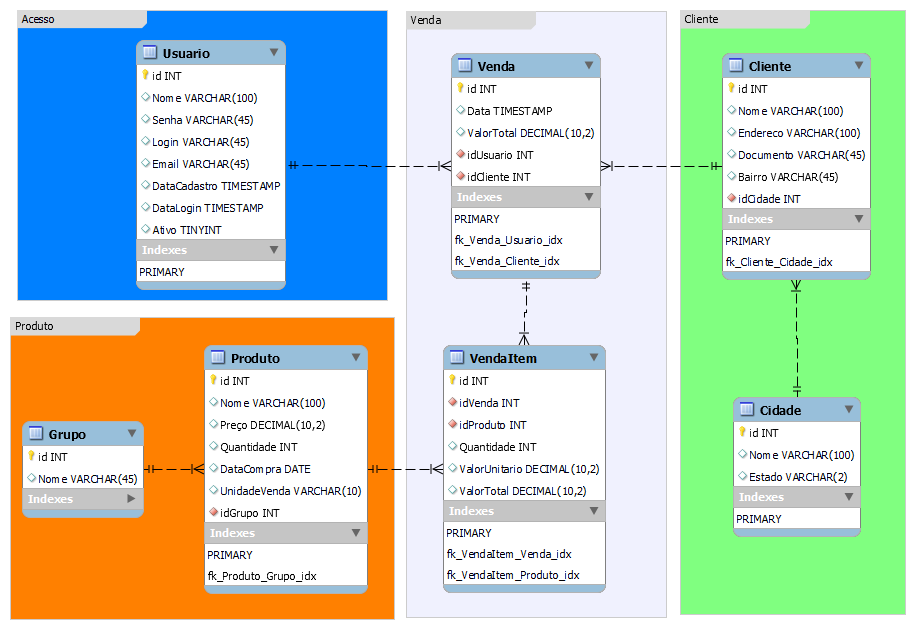 Acesso
Usuario
id INT
Nome VARCHAR(100)
Senha VARCHAR(45)
Login VARCHAR(45)
Email VARCHAR(45)
DataCadastro TIMESTAMP
DataLogin TIMESTAMP
Ativo TINYINT
Indexes
PRIMARY
Venda
Venda
id INT
Data TIMESTAMP
ValorTotal DECIMAL(10,2)
idUsuario INT
idCliente INT
Indexes
PRIMARY
fk_Venda_Usuario_idx
fk_Venda_Cliente_idx
Cliente
Cliente
id INT
Nome VARCHAR(100)
Endereco VARCHAR(100)
Documento VARCHAR(45)
Bairro VARCHAR(45)
idCidade INT
Indexes
PRIMARY
fk_Cliente_Cidade_idx
Produto
Grupo
id INT
Nome VARCHAR(45)
Indexes
Produto
id INT
Nome VARCHAR(100)
Preço DECIMAL(10,2)
Quantidade INT
DataCompra DATE
UnidadeVenda VARCHAR(10)
idGrupo INT
Indexes
PRIMARY
fk_Produto_Grupo_idx
VendaItem
id INT
idVenda INT
idProduto INT
Quantidade INT
ValorUnitario DECIMAL(10,2)
ValorTotal DECIMAL(10,2)
Indexes
PRIMARY
fk_VendaItem_Venda_idx
fk_VendaItem_Produto_idx
Cidade
id INT
Nome VARCHAR(100)
Estado VARCHAR(2)
Indexes
PRIMARY